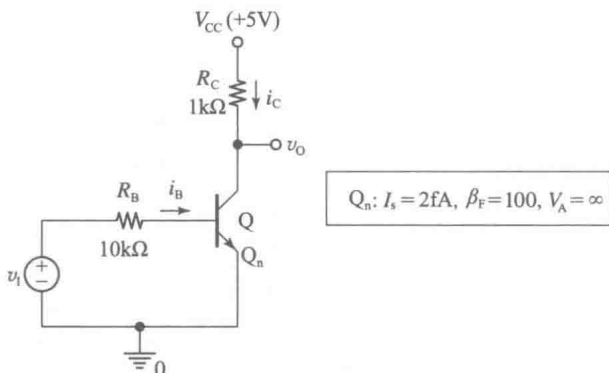 V_CC (+5V)
R_C
1kΩ
i_C
v_O
R_B
i_B
10kΩ
Q
Q_n
v_I
0
Q_n: I_s = 2fA, β_F = 100, V_A = ∞